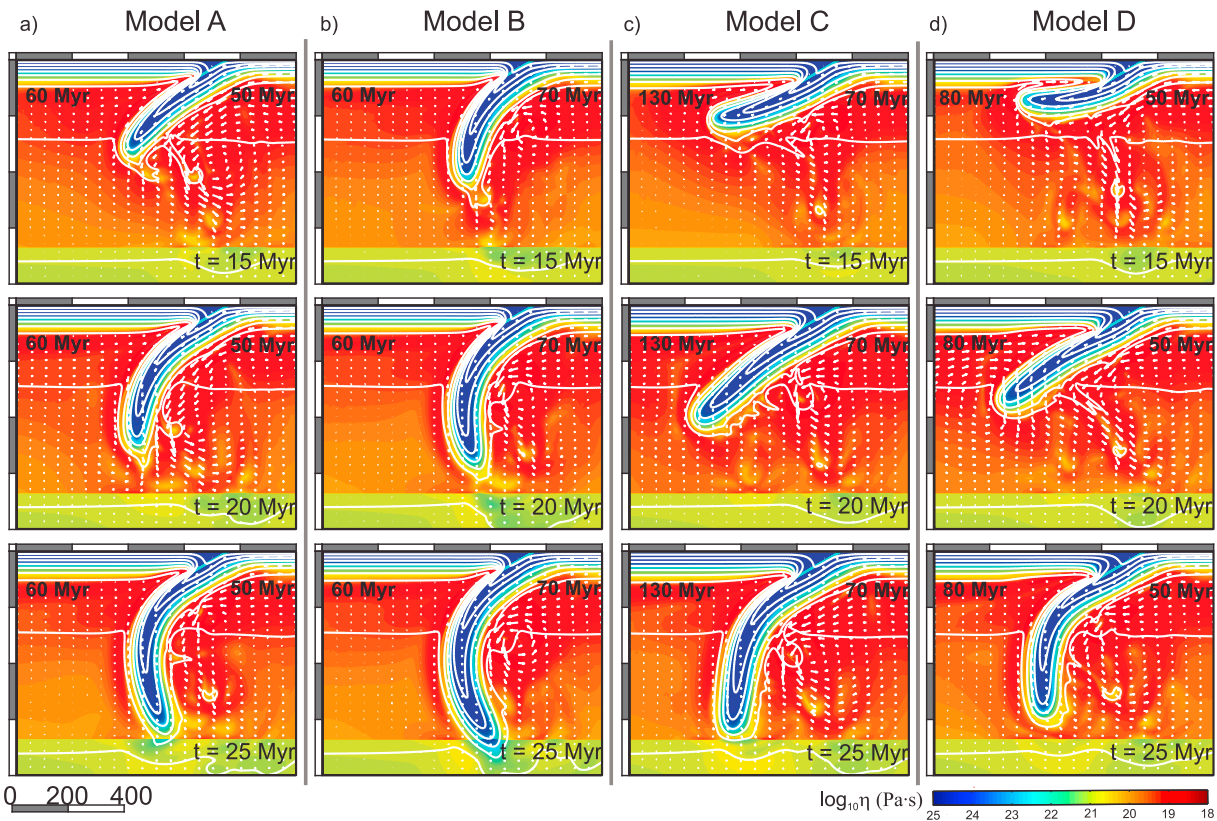 a) Model A b) Model B c) Model C d) Model D
60 Myr 50 Myr 60 Myr 70 Myr 130 Myr 70 Myr 80 Myr 50 Myr
t = 15 Myr t = 15 Myr t = 15 Myr t = 15 Myr
60 Myr 50 Myr 60 Myr 70 Myr 130 Myr 70 Myr 80 Myr 50 Myr
t = 20 Myr t = 20 Myr t = 20 Myr t = 20 Myr
60 Myr 50 Myr 60 Myr 70 Myr 130 Myr 70 Myr 80 Myr 50 Myr
t = 25 Myr t = 25 Myr t = 25 Myr t = 25 Myr
0 200 400 log₁₀η (Pa·s)
25 24 23 22 21 20 19 18